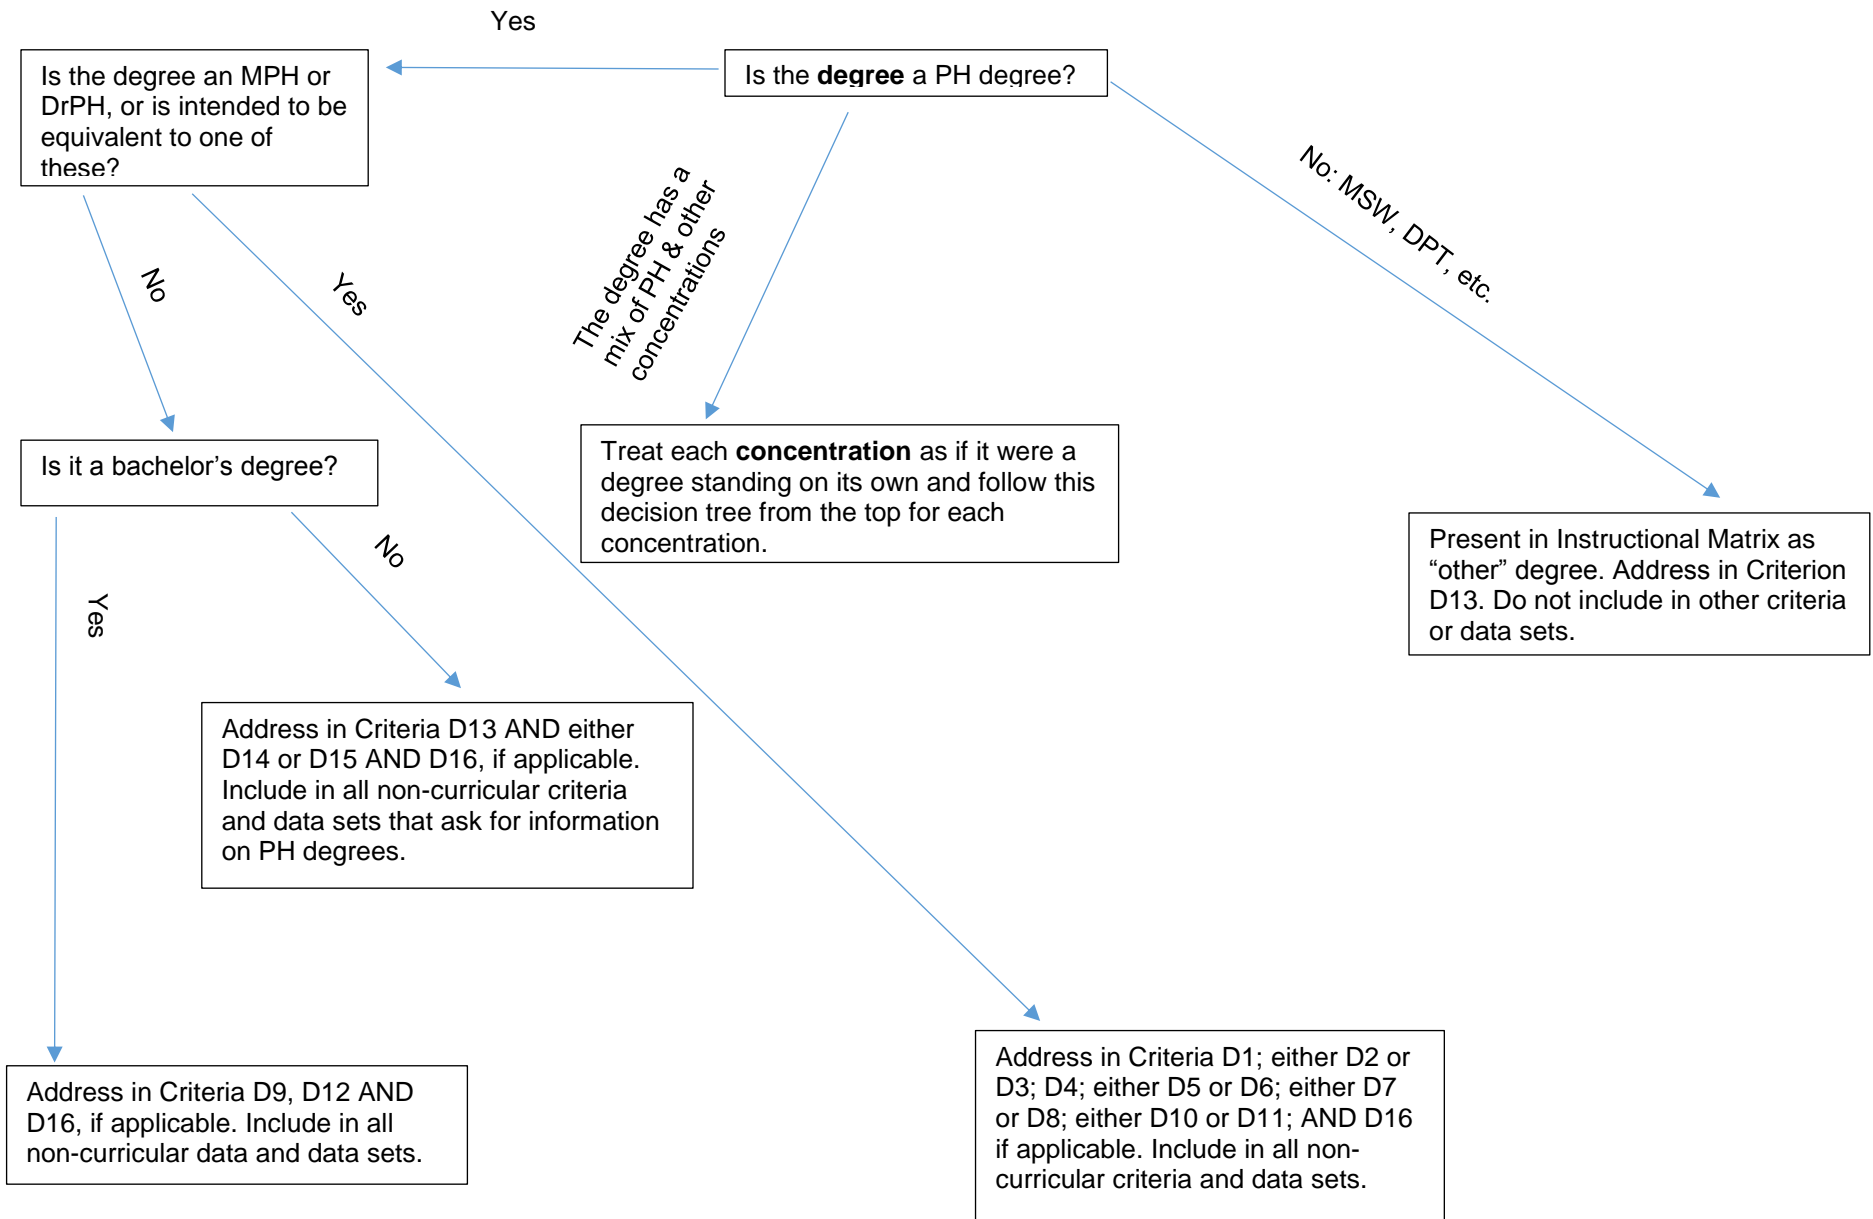 Yes
Is the degree a PH degree?
Is the degree an MPH or
DrPH, or is intended to be
equivalent to one of
these?
No: MSW, DPT, etc.
The degree has a
mix of PH & other
concentrations
No
Yes
Is it a bachelor's degree?
Treat each concentration as if it were a
degree standing on its own and follow this
decision tree from the top for each
concentration.
Present in Instructional Matrix as
“other” degree. Address in Criterion
D13. Do not include in other criteria
or data sets.
No
Yes
Address in Criteria D13 AND either
D14 or D15 AND D16, if applicable.
Include in all non-curricular criteria
and data sets that ask for information
on PH degrees.
Address in Criteria D9, D12 AND
D16, if applicable. Include in all
non-curricular data and data sets.
Address in Criteria D1; either D2 or
D3; D4; either D5 or D6; either D7
or D8; either D10 or D11; AND D16
if applicable. Include in all non-
curricular criteria and data sets.